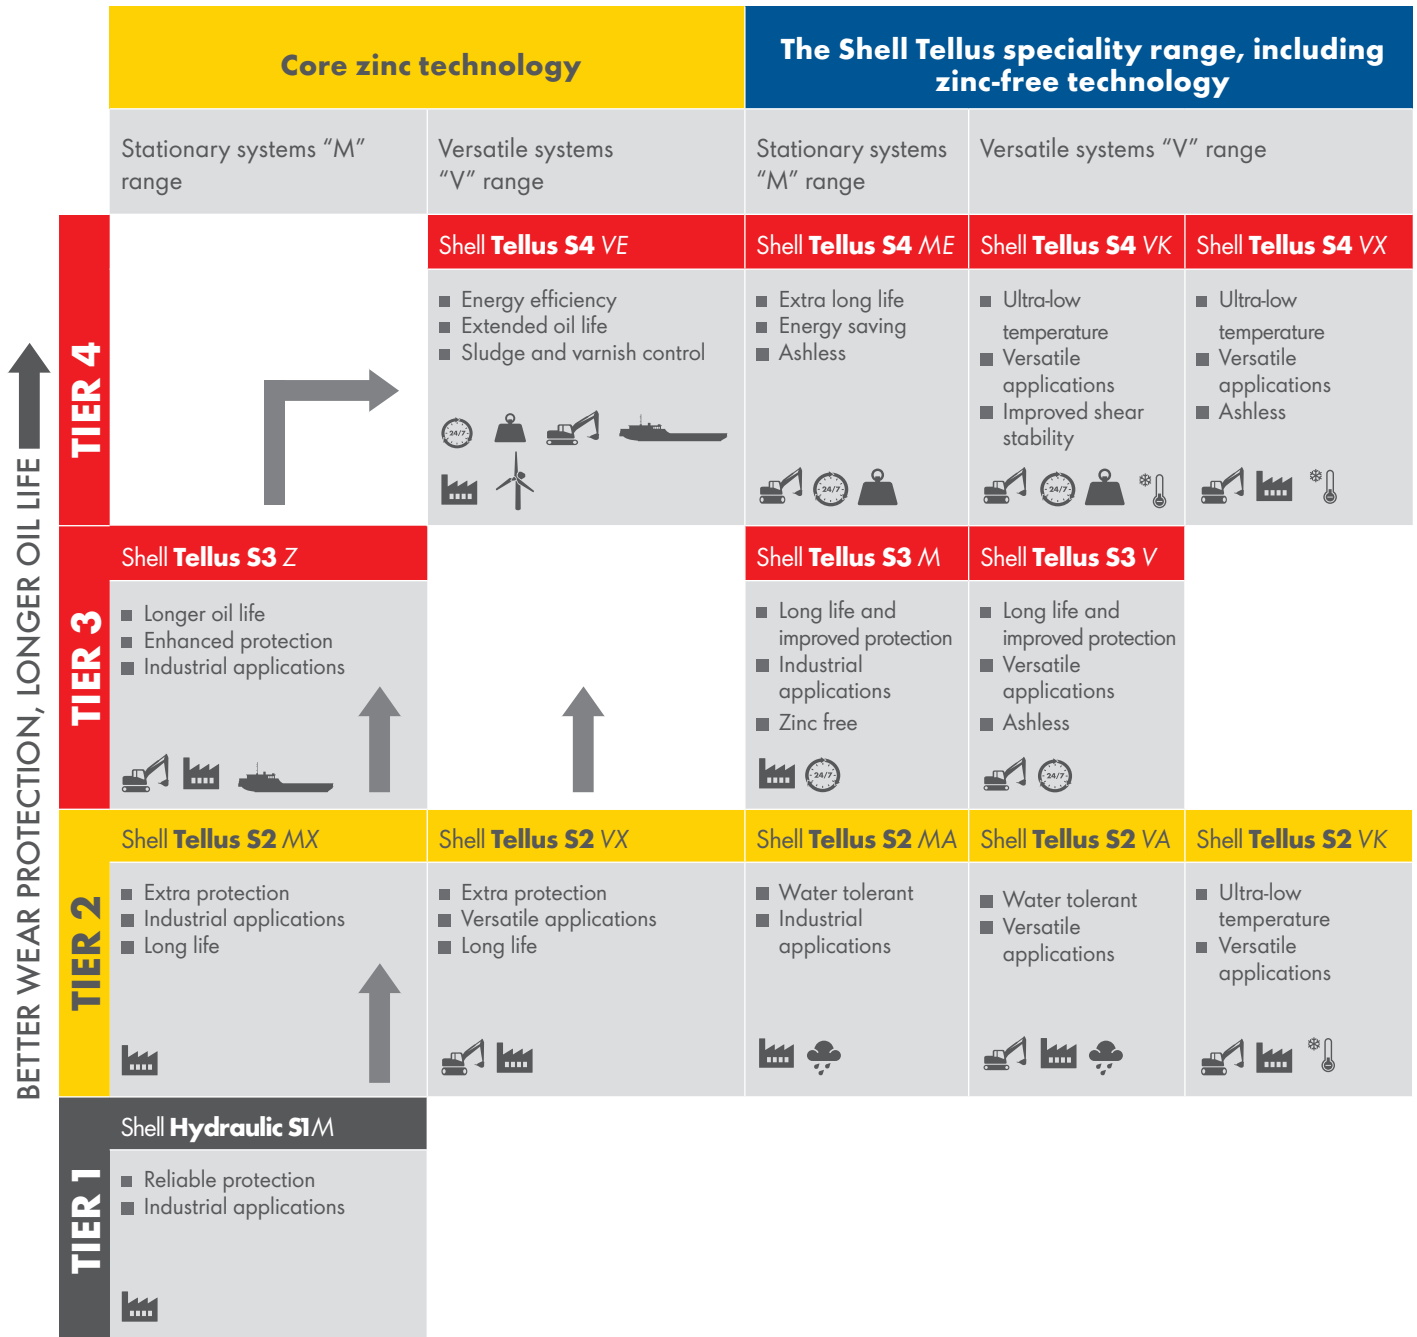 Core zinc technology
The Shell Tellus speciality range, including
zinc-free technology
Stationary systems “M”
range
Versatile systems
“V” range
Stationary systems
“M” range
Versatile systems “V” range
BETTER WEAR PROTECTION, LONGER OIL LIFE
TIER 4
Shell Tellus S4 VE
■ Energy efficiency
■ Extended oil life
■ Sludge and varnish control
24/7
Shell Tellus S4 ME
■ Extra long life
■ Energy saving
■ Ashless
24/7
Shell Tellus S4 VK
■ Ultra-low
temperature
■ Versatile
applications
■ Improved shear
stability
24/7
Shell Tellus S4 VX
■ Ultra-low
temperature
■ Versatile
applications
■ Ashless
TIER 3
Shell Tellus S3 Z
■ Longer oil life
■ Enhanced protection
■ Industrial applications
Shell Tellus S3 M
■ Long life and
improved protection
■ Industrial
applications
■ Zinc free
24/7
Shell Tellus S3 V
■ Long life and
improved protection
■ Versatile
applications
■ Ashless
24/7
TIER 2
Shell Tellus S2 MX
■ Extra protection
■ Industrial applications
■ Long life
Shell Tellus S2 VX
■ Extra protection
■ Versatile applications
■ Long life
Shell Tellus S2 MA
■ Water tolerant
■ Industrial
applications
Shell Tellus S2 VA
■ Water tolerant
■ Versatile
applications
Shell Tellus S2 VK
■ Ultra-low
temperature
■ Versatile
applications
TIER 1
Shell Hydraulic S1M
■ Reliable protection
■ Industrial applications